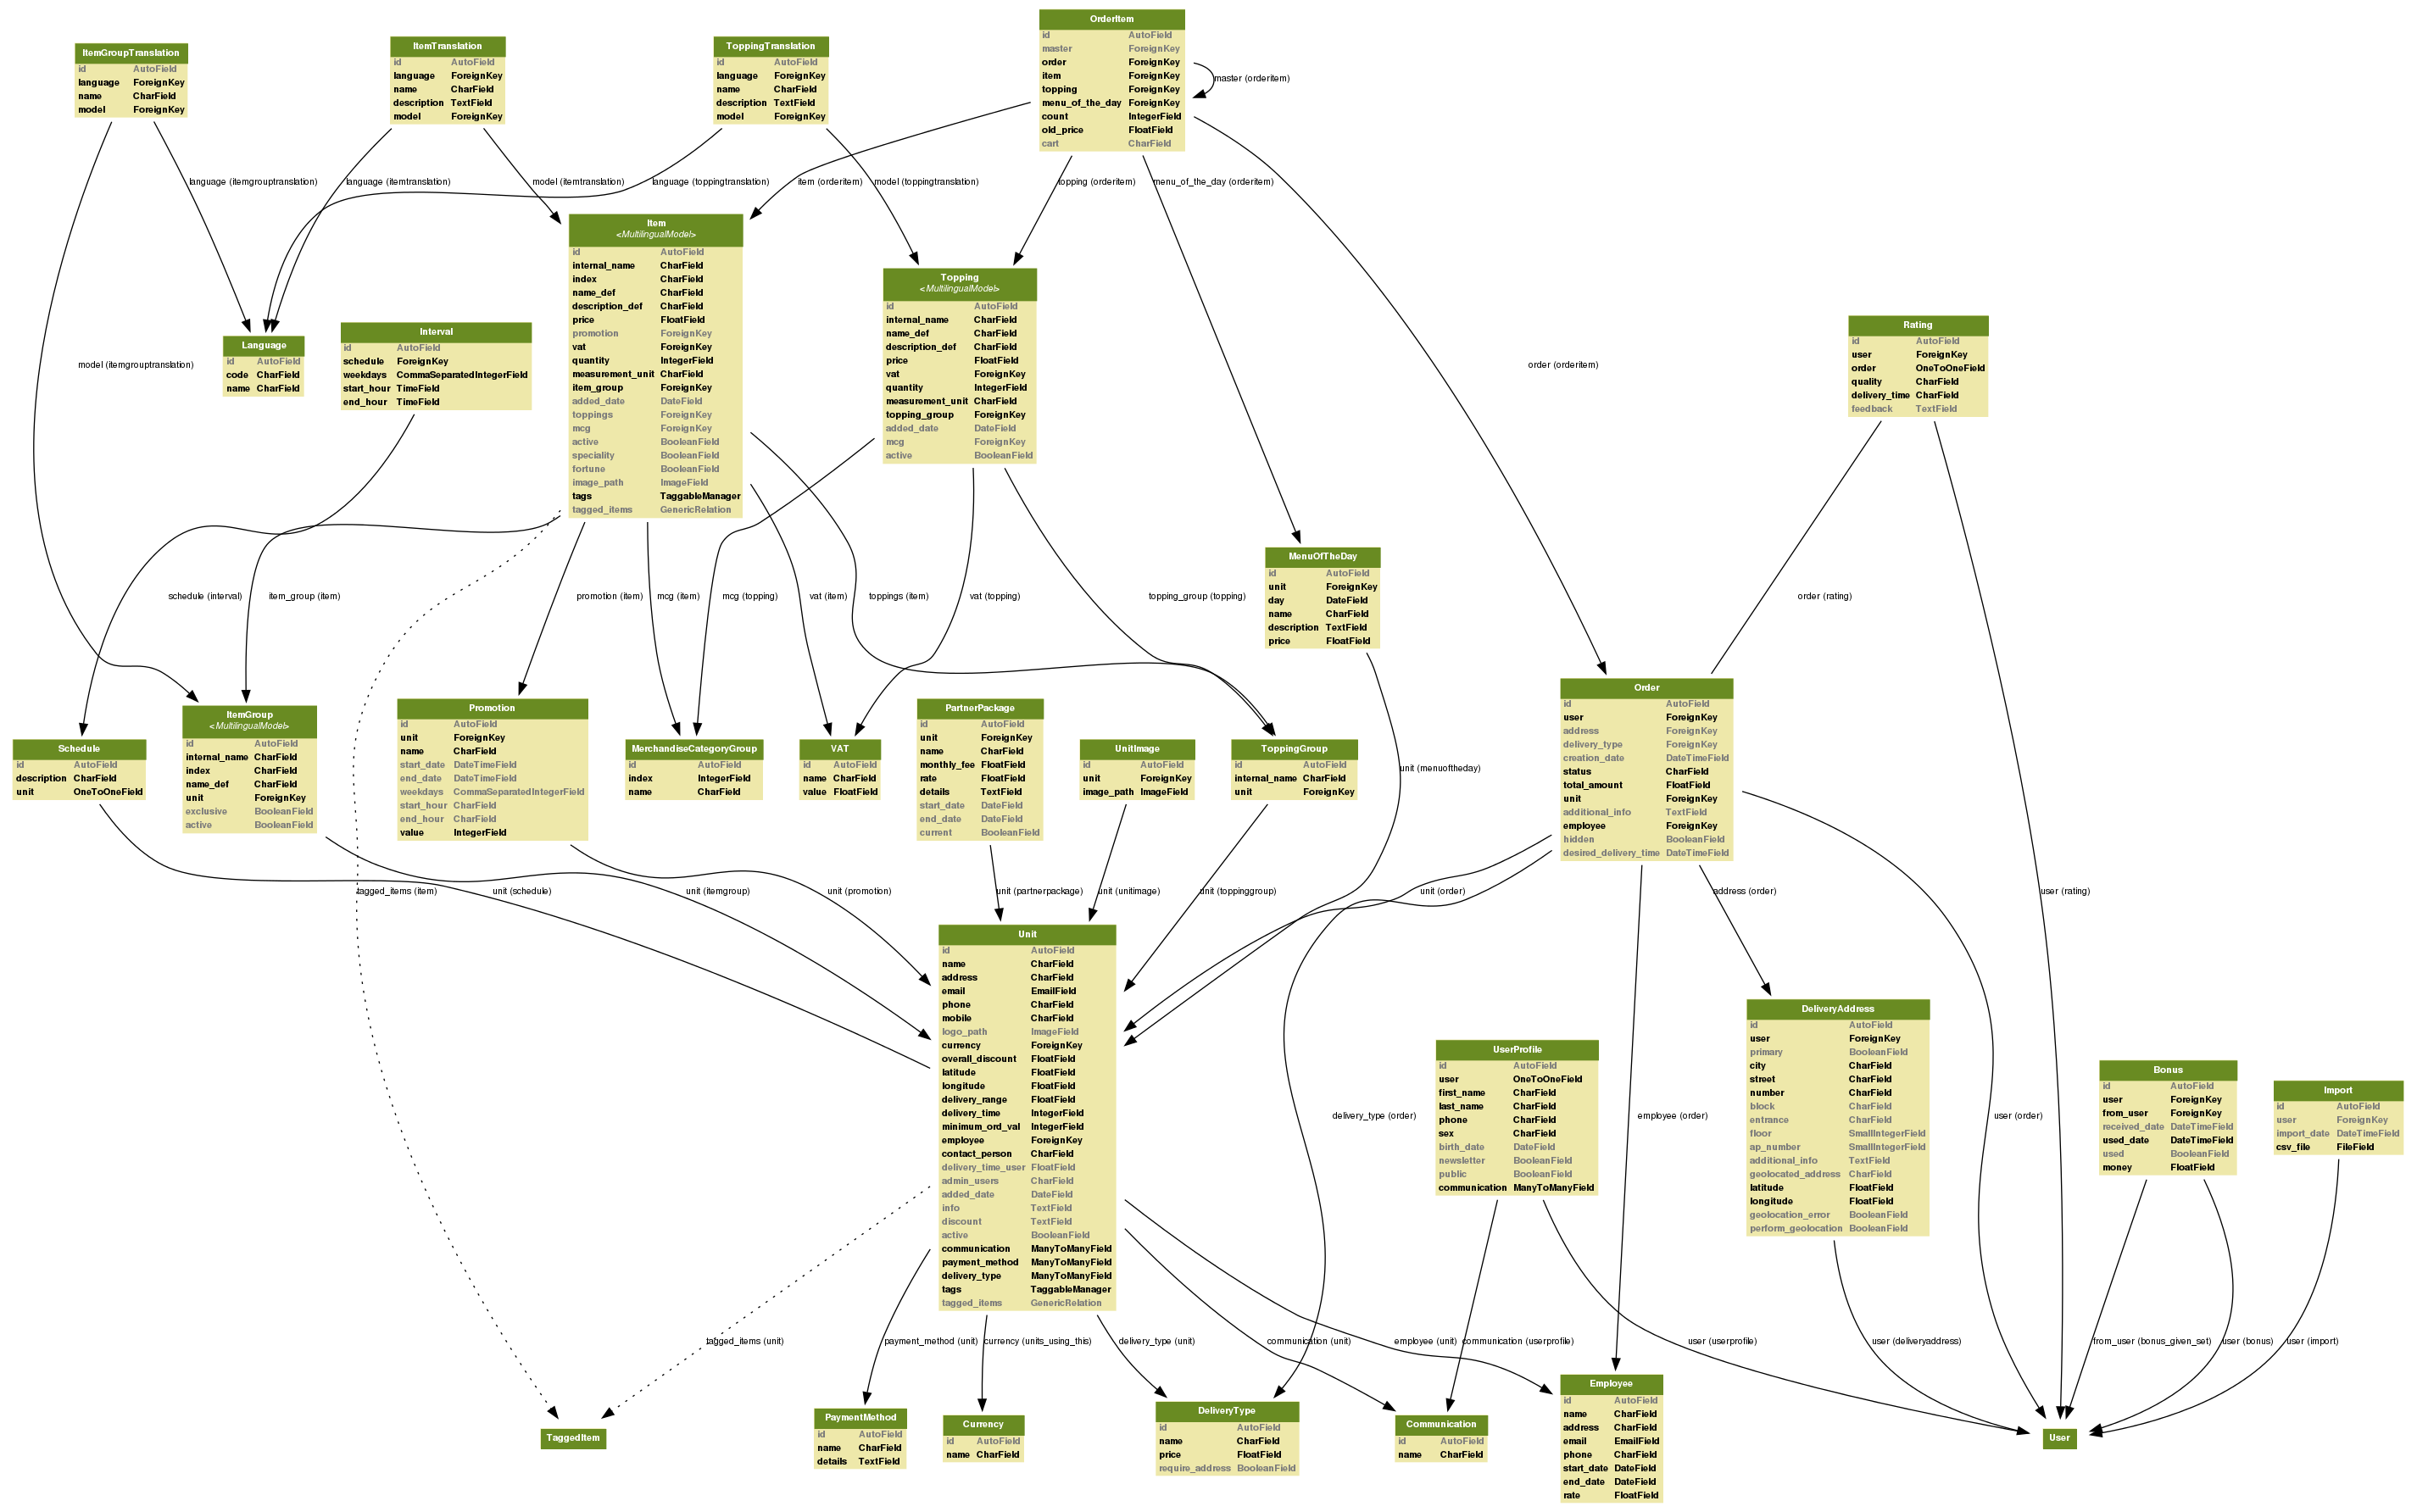 OrderItem
id AutoField
master ForeignKey
order ForeignKey
item ForeignKey
topping ForeignKey
menu_of_the_day ForeignKey
count IntegerField
old_price FloatField
cart CharField
master (orderitem)
ItemGroupTranslation
id AutoField
language ForeignKey
name CharField
model ForeignKey
ItemTranslation
id AutoField
language ForeignKey
name CharField
description TextField
model ForeignKey
ToppingTranslation
id AutoField
language ForeignKey
name CharField
description TextField
model ForeignKey
language (itemgrouptranslation)
language (itemtranslation)
model (itemtranslation)
language (toppingtranslation)
item (orderitem)
model (toppingtranslation)
topping (orderitem)
menu_of_the_day (orderitem)
Item
<MultilingualModel>
id AutoField
internal_name CharField
index CharField
name_def CharField
description_def CharField
price FloatField
promotion ForeignKey
vat ForeignKey
quantity IntegerField
measurement_unit CharField
item_group ForeignKey
added_date DateField
toppings ForeignKey
mcg ForeignKey
active BooleanField
speciality BooleanField
fortune BooleanField
image_path ImageField
tags TaggableManager
tagged_items GenericRelation
Topping
<MultilingualModel>
id AutoField
internal_name CharField
name_def CharField
description_def CharField
price FloatField
vat ForeignKey
quantity IntegerField
measurement_unit CharField
topping_group ForeignKey
added_date DateField
mcg ForeignKey
active BooleanField
model (itemgrouptranslation)
Language
id AutoField
code CharField
name CharField
Interval
id AutoField
schedule ForeignKey
weekdays CommaSeparatedIntegerField
start_hour TimeField
end_hour TimeField
order (orderitem)
Rating
id AutoField
user ForeignKey
order OneToOneField
quality CharField
delivery_time CharField
feedback TextField
schedule (interval)
item_group (item)
promotion (item)
mcg (item)
mcg (topping)
vat (item)
toppings (item)
vat (topping)
topping_group (topping)
MenuOfTheDay
id AutoField
unit ForeignKey
day DateField
name CharField
description TextField
price FloatField
order (rating)
Schedule
id AutoField
description CharField
unit OneToOneField
ItemGroup
<MultilingualModel>
id AutoField
internal_name CharField
index CharField
name_def CharField
unit ForeignKey
exclusive BooleanField
active BooleanField
Promotion
id AutoField
unit ForeignKey
name CharField
start_date DateTimeField
end_date DateTimeField
weekdays CommaSeparatedIntegerField
start_hour CharField
end_hour CharField
value IntegerField
MerchandiseCategoryGroup
id AutoField
index IntegerField
name CharField
VAT
id AutoField
name CharField
value FloatField
PartnerPackage
id AutoField
unit ForeignKey
name CharField
monthly_fee FloatField
rate FloatField
details TextField
start_date DateField
end_date DateField
current BooleanField
UnitImage
id AutoField
unit ForeignKey
image_path ImageField
ToppingGroup
id AutoField
internal_name CharField
unit ForeignKey
unit (menuoftheday)
Order
id AutoField
user ForeignKey
address ForeignKey
delivery_type ForeignKey
creation_date DateTimeField
status CharField
total_amount FloatField
unit ForeignKey
additional_info TextField
employee ForeignKey
hidden BooleanField
desired_delivery_time DateTimeField
tagged_items (item)
unit (schedule)
unit (itemgroup)
unit (promotion)
unit (partnerpackage)
unit (unitimage)
unit (toppinggroup)
unit (order)
address (order)
user (rating)
Unit
id AutoField
name CharField
address CharField
email EmailField
phone CharField
mobile CharField
logo_path ImageField
currency ForeignKey
overall_discount FloatField
latitude FloatField
longitude FloatField
delivery_range FloatField
delivery_time IntegerField
minimum_ord_val IntegerField
employee ForeignKey
contact_person CharField
delivery_time_user FloatField
admin_users CharField
added_date DateField
info TextField
discount TextField
active BooleanField
communication ManyToManyField
payment_method ManyToManyField
delivery_type ManyToManyField
tags TaggableManager
tagged_items GenericRelation
delivery_type (order)
UserProfile
id AutoField
user OneToOneField
first_name CharField
last_name CharField
phone CharField
sex CharField
birth_date DateField
newsletter BooleanField
public BooleanField
communication ManyToManyField
employee (order)
DeliveryAddress
id AutoField
user ForeignKey
primary BooleanField
city CharField
street CharField
number CharField
block CharField
entrance CharField
floor SmallIntegerField
ap_number SmallIntegerField
additional_info TextField
geolocated_address CharField
latitude FloatField
longitude FloatField
geolocation_error BooleanField
perform_geolocation BooleanField
user (order)
Bonus
id AutoField
user ForeignKey
from_user ForeignKey
received_date DateTimeField
used_date DateTimeField
used BooleanField
money FloatField
Import
id AutoField
user ForeignKey
import_date DateTimeField
csv_file FileField
tagged_items (unit)
payment_method (unit)
currency (units_using_this)
delivery_type (unit)
communication (unit)
employee (unit)
communication (userprofile)
user (userprofile)
user (deliveryaddress)
from_user (bonus_given_set)
user (bonus)
user (import)
TaggedItem
PaymentMethod
id AutoField
name CharField
details TextField
Currency
id AutoField
name CharField
DeliveryType
id AutoField
name CharField
price FloatField
require_address BooleanField
Communication
id AutoField
name CharField
Employee
id AutoField
name CharField
address CharField
email EmailField
phone CharField
start_date DateField
end_date DateField
rate FloatField
User